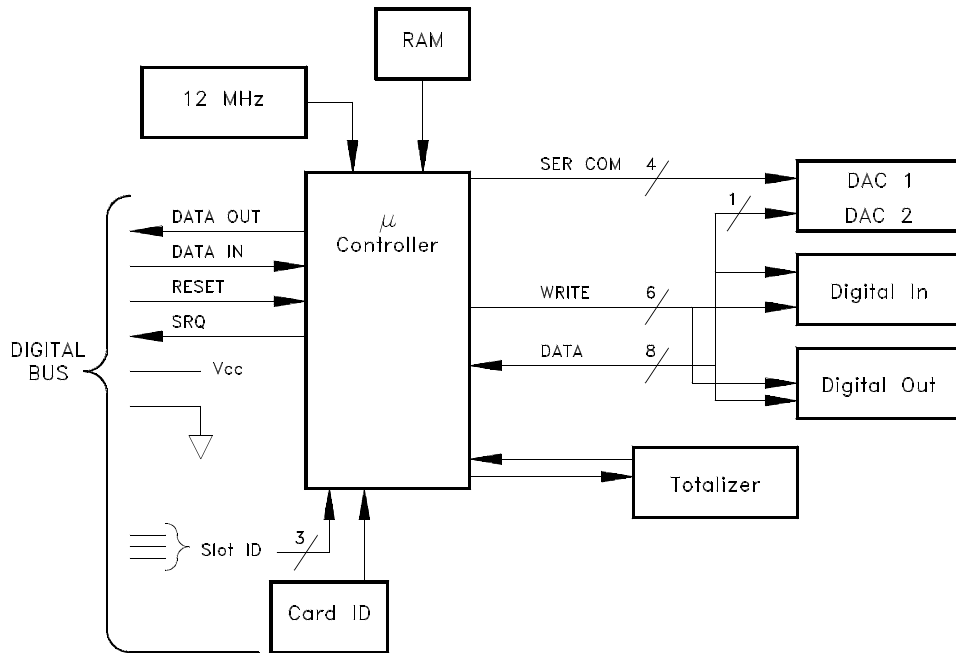 RAM
12 MHz
SER COM 4
DAC 1
DAC 2
1
μ
Controller
DATA OUT
DATA IN
RESET
SRQ
DIGITAL
BUS
Vcc
WRITE 6
Digital In
DATA 8
Digital Out
Totalizer
Slot ID 3
Card ID